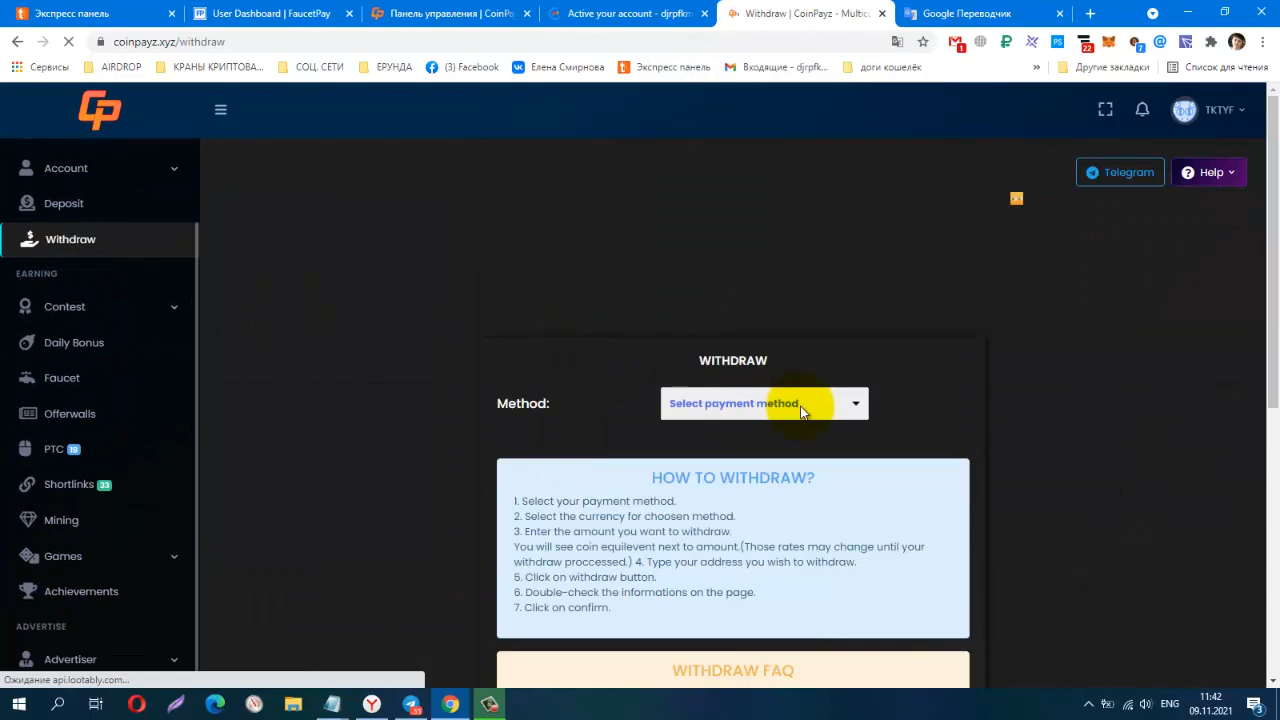 Экспресс панель
User Dashboard | FaucetPay
Панель управления | CoinPa
Active your account - djrpfkm
Withdraw | CoinPayz - Multicu
Google Переводчик
coinpayz.xyz/withdraw
1
22
7
Сервисы
AIRDROP
КРАНЫ КРИПТОВА...
СОЦ. СЕТИ
ЕРУНДА
(3) Facebook
Елена Смирнова
Экспресс панель
Входящие - djrpfk...
доги кошелёк
»
Другие закладки
Список для чтения
TKTYF
Account
Deposit
Withdraw
EARNING
Contest
Daily Bonus
Faucet
Offerwalls
PTC 19
Shortlinks 33
Mining
Games
Achievements
ADVERTISE
Advertiser
Telegram
Help
WITHDRAW
Method:
Select payment method
HOW TO WITHDRAW?
1. Select your payment method.
2. Select the currency for choosen method.
3. Enter the amount you want to withdraw.
You will see coin equilevent next to amount.(Those rates may change until your
withdraw proccessed.) 4. Type your address you wish to withdraw.
5. Click on withdraw button.
6. Double-check the informations on the page.
7. Click on confirm.
WITHDRAW FAQ
Ожидание api.lootably.com...
ENG
11:42
09.11.2021
3